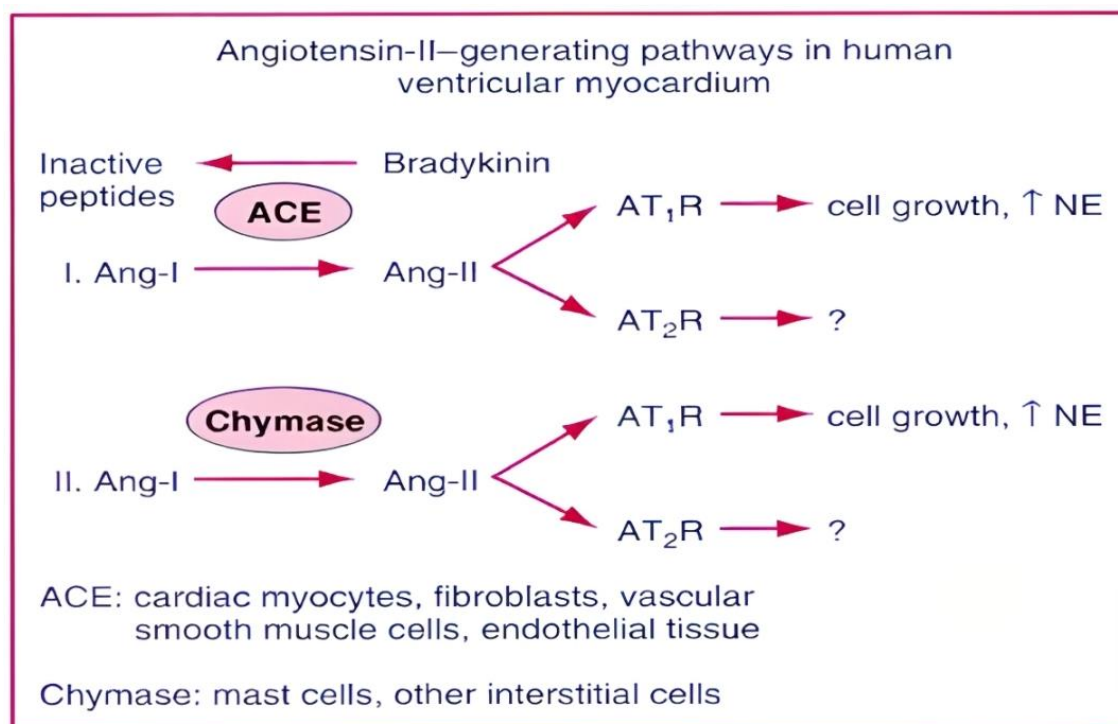 Angiotensin-II—generating pathways in human
ventricular myocardium
Inactive
peptides
Bradykinin
ACE
AT₁R
cell growth, ↑ NE
I. Ang-I
Ang-II
AT₂R
?
Chymase
AT₁R
cell growth, ↑ NE
II. Ang-I
Ang-II
AT₂R
?
ACE: cardiac myocytes, fibroblasts, vascular
smooth muscle cells, endothelial tissue
Chymase: mast cells, other interstitial cells